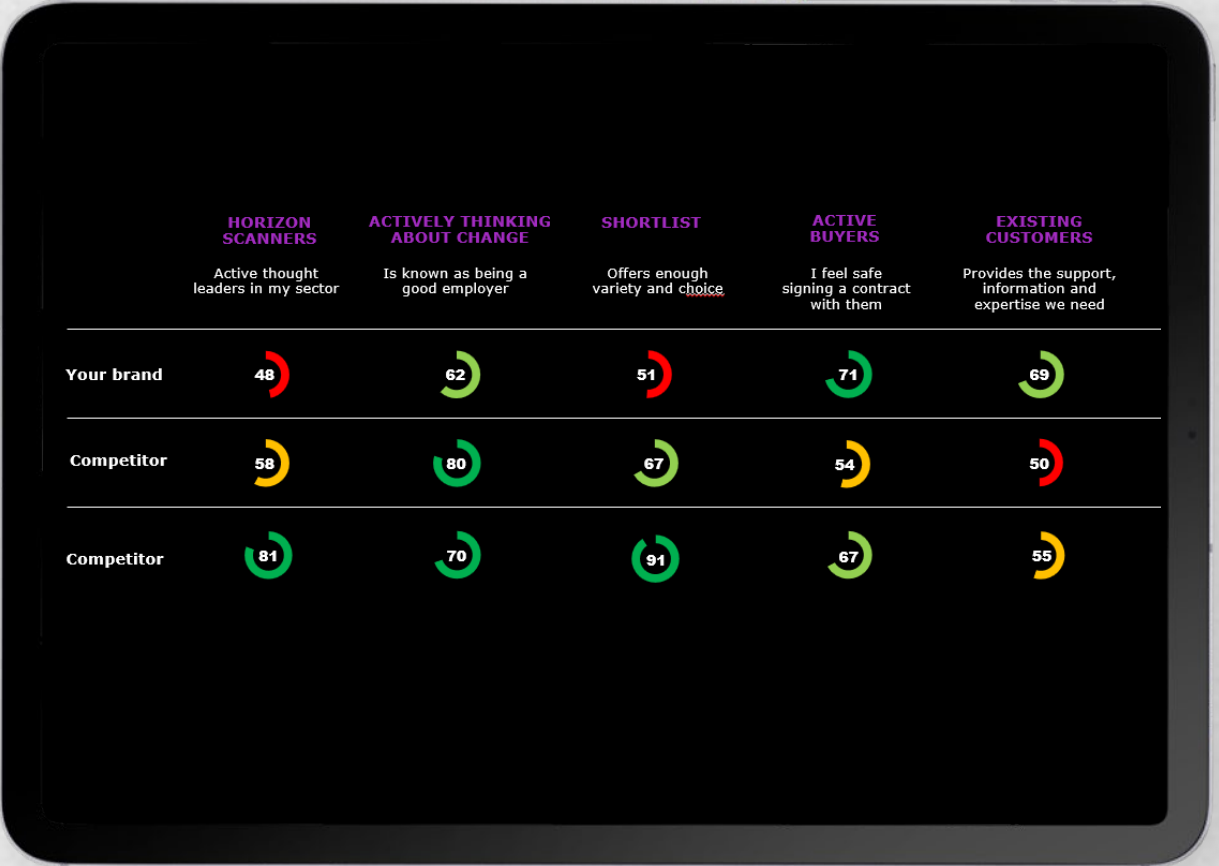 HORIZON
SCANNERS
ACTIVELY THINKING
ABOUT CHANGE
SHORTLIST
ACTIVE
BUYERS
EXISTING
CUSTOMERS
Active thought
leaders in my sector
Is known as being a
good employer
Offers enough
variety and choice
I feel safe
signing a contract
with them
Provides the support,
information and
expertise we need
Your brand
48
62
51
71
69
Competitor
58
80
67
54
50
Competitor
81
70
91
67
55